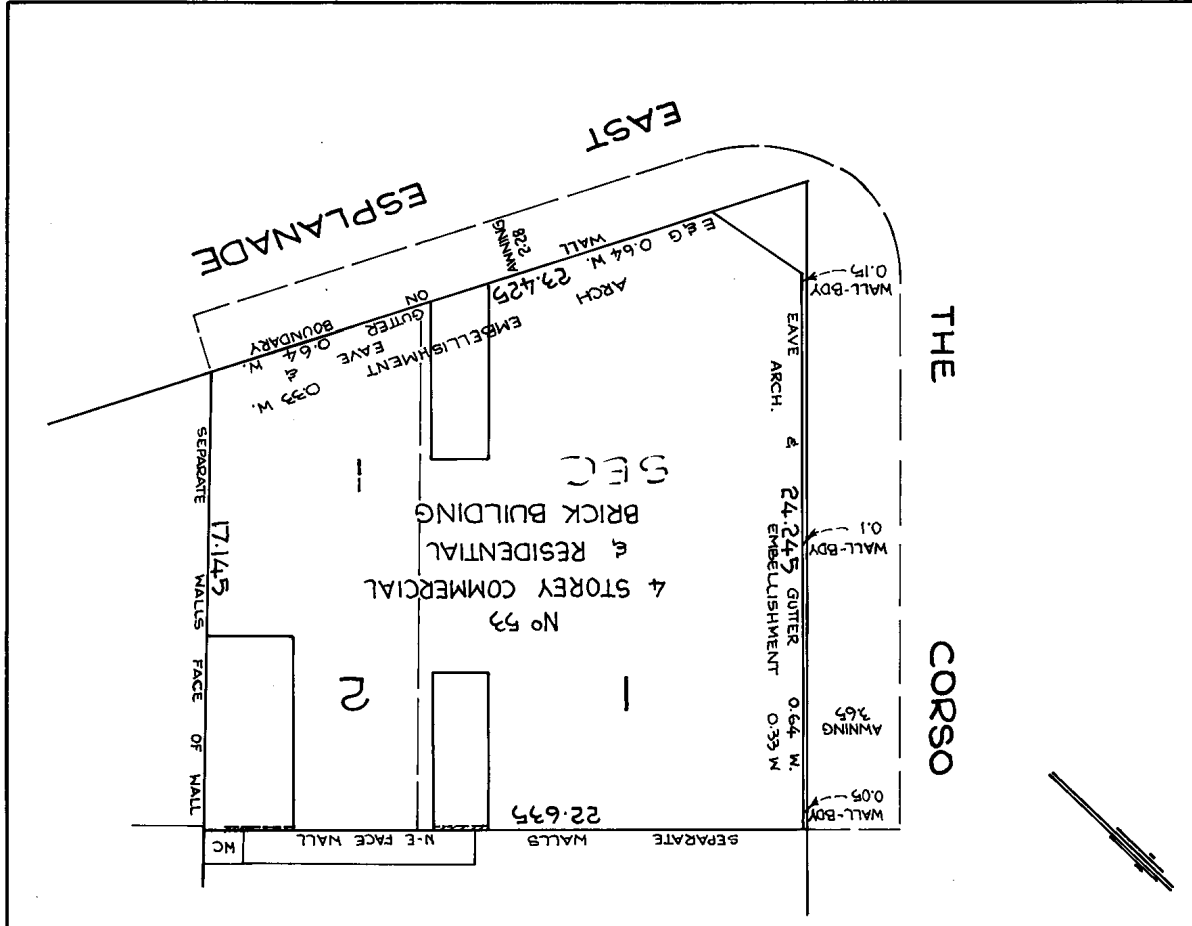 EAST
ESPLANADE
AWNING
2·28
E & G 0.64 W.
WALL
23.425
ARCH
EMBELLISHMENT
ON
BOUNDARY
GUTTER
EAVE
0.64 W.
&
0.33 W.
THE
CORSO
WALL-BDY
0.15
WALL-BDY
0.1
AWNING
3.65
WALL-BDY
0.05
EAVE GUTTER 0.64 W.
ARCH. & EMBELLISHMENT 0.33 W
24.245
SEPARATE WALLS FACE OF WALL
17.145
SEC
1
Nº 53
4 STOREY COMMERCIAL
& RESIDENTIAL
BRICK BUILDING
2
1
22.635
SEPARATE WALLS
N-E FACE WALL
WC